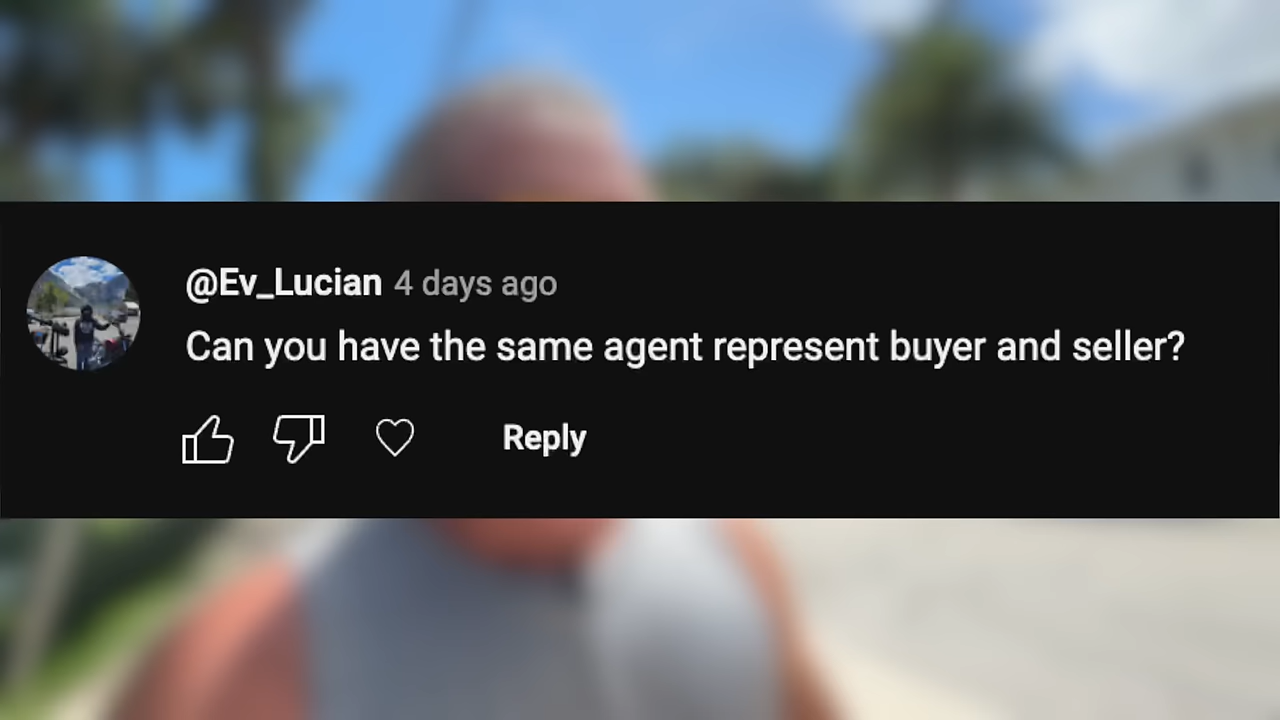 @Ev_Lucian 4 days ago
Can you have the same agent represent buyer and seller?
Reply